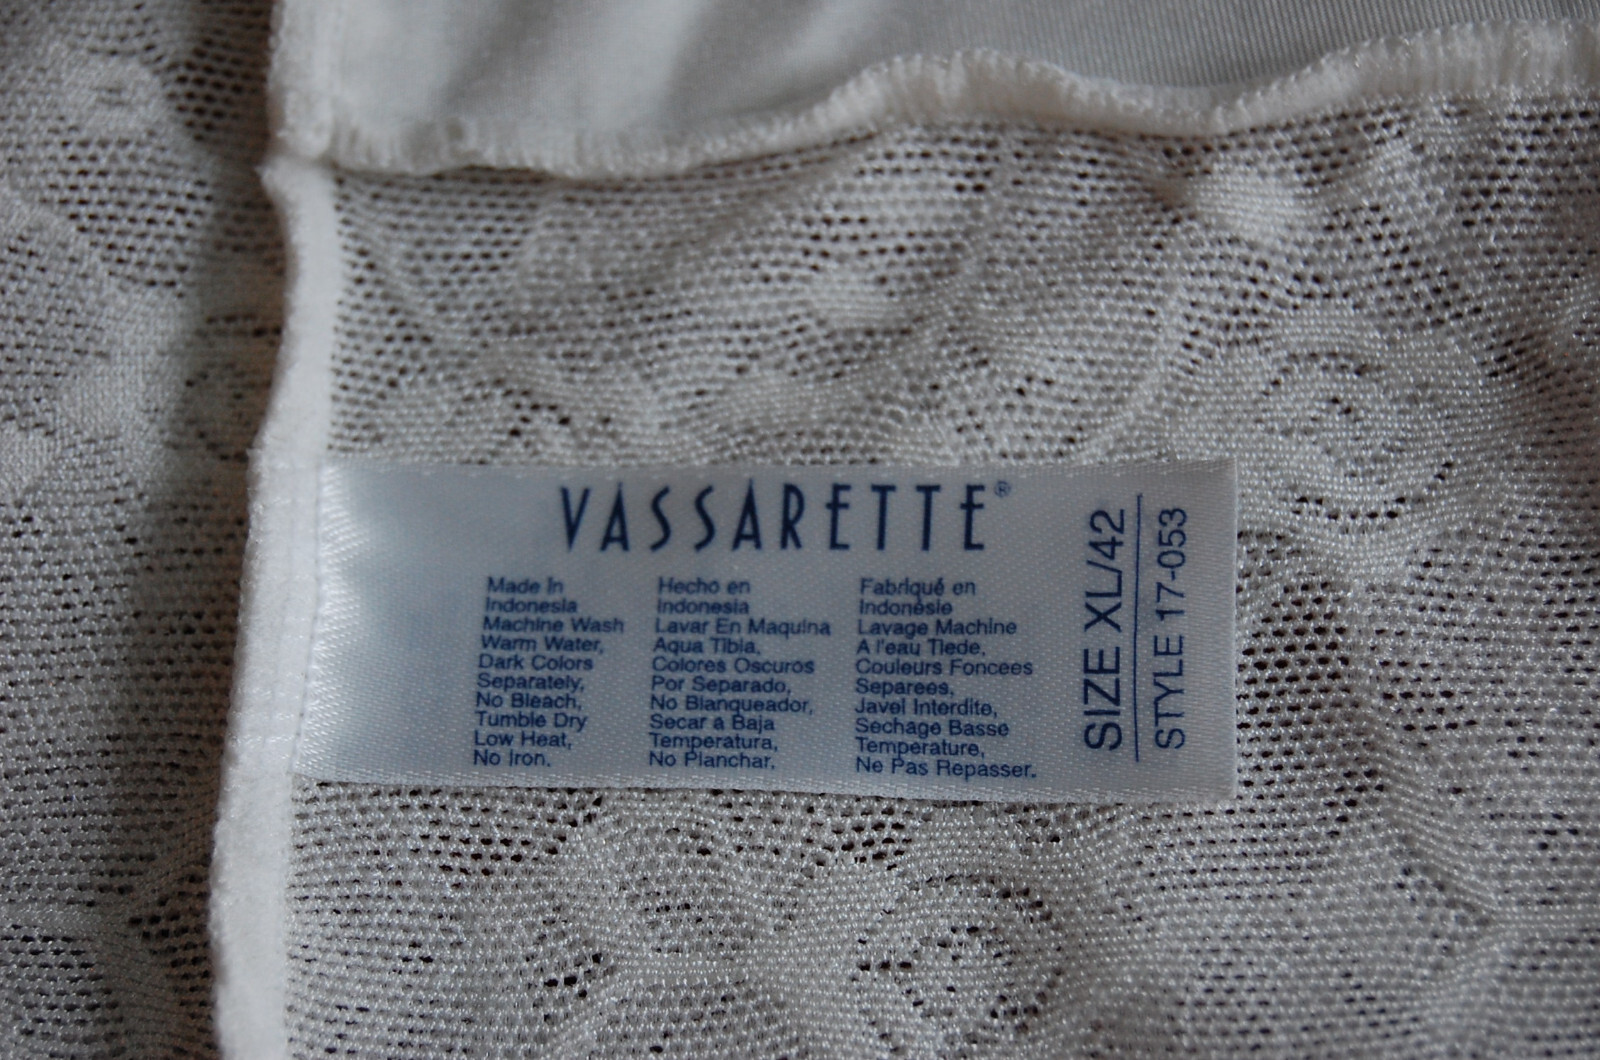 VASSARETTE®
Made In
Indonesia
Machine Wash
Warm Water,
Dark Colors
Separately,
No Bleach,
Tumble Dry
Low Heat,
No Iron.
Hecho en
Indonesia
Lavar En Maquina
Aqua Tibia,
Colores Oscuros
Por Separado,
No Blanqueador,
Secar a Baja
Temperatura,
No Planchar.
Fabriqué en
Indonésie
Lavage Machine
A l'eau Tiede,
Couleurs Foncees
Separees,
Javel Interdite,
Sechage Basse
Temperature,
Ne Pas Repasser.
SIZE XL/42
STYLE 17-053